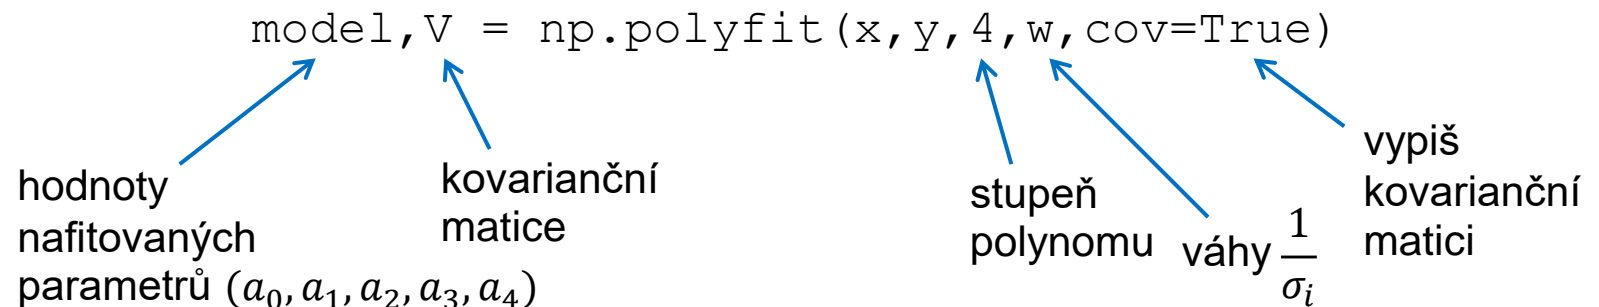 model,V = np.polyfit(x,y,4,w,cov=True)
hodnoty
nafitovaných
parametrů (a₀, a₁, a₂, a₃, a₄)
kovarianční
matice
stupeň
polynomu
váhy 1/σᵢ
vypiš
kovarianční
matici